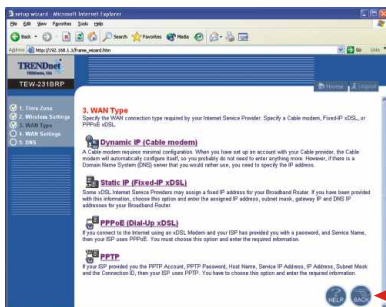 setup wizard - Microsoft Internet Explorer
File Edit View Favorites Tools Help
Back Search Favorites Media
Address http://192.168.1.1/frame_wizard.htm Go Links
TRENDnet
TRENDware, USA
TEW-231BRP
Home Logout
1. Time Zone
2. Wireless Settings
3. WAN Type
4. WAN Settings
5. DNS
3. WAN Type
Specify the WAN connection type required by your Internet Service Provider. Specify a Cable modem, Fixed-IP xDSL, or
PPPoE xDSL.
Dynamic IP (Cable modem)
A Cable modem requires minimal configuration. When you set up an account with your Cable provider, the Cable
modem will automatically configure itself, so you probably do not need to enter anything more. However, if there is a
Domain Name System (DNS) server that you would rather use, you need to specify the IP address.
Static IP (Fixed-IP xDSL)
Some xDSL Internet Service Providers may assign a fixed IP address for your Broadband Router. If you have been provided
with this information, choose this option and enter the assigned IP address, subnet mask, gateway IP and DNS IP
addresses for your Broadband Router.
PPPoE (Dial-Up xDSL)
If you connect to the Internet using an xDSL Modem and your ISP has provided you with a password, and Service Name,
then your ISP uses PPPoE. You must choose this option and enter the required information.
PPTP
If your ISP provided you the PPTP Account, PPTP Password, Host Name, Service IP Address, IP Address, Subnet Mask
and the Connection ID, then your ISP uses PPTP. You have to choose this option and enter the required information.
HELP BACK